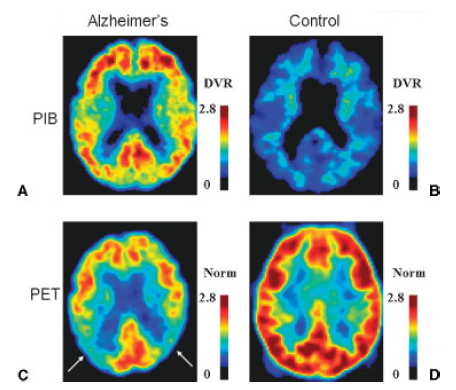 Alzheimer's Control
PIB
DVR
2.8
0
A
DVR
2.8
0
B
PET
Norm
2.8
0
C
Norm
2.8
0
D